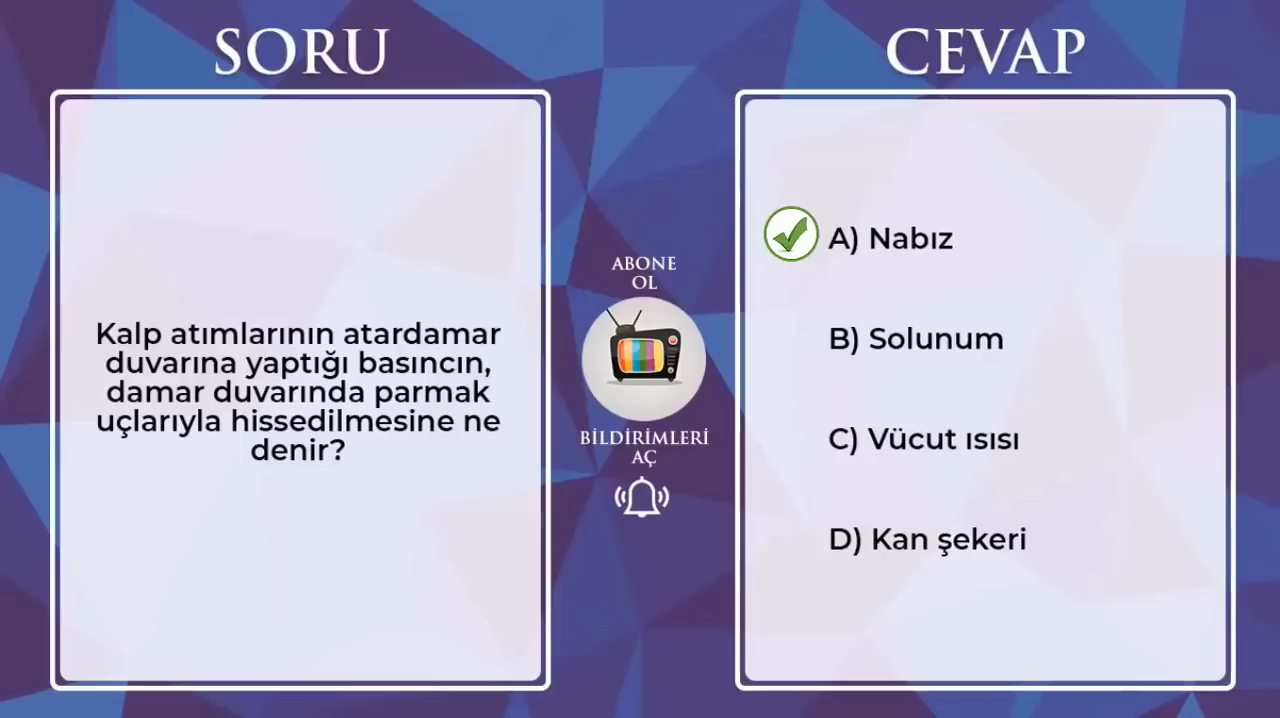 SORU
Kalp atımlarının atardamar
duvarına yaptığı basıncın,
damar duvarında parmak
uçlarıyla hissedilmesine ne
denir?
ABONE
OL
BİLDİRİMLERİ
AÇ
CEVAP
A) Nabız
B) Solunum
C) Vücut ısısı
D) Kan şekeri